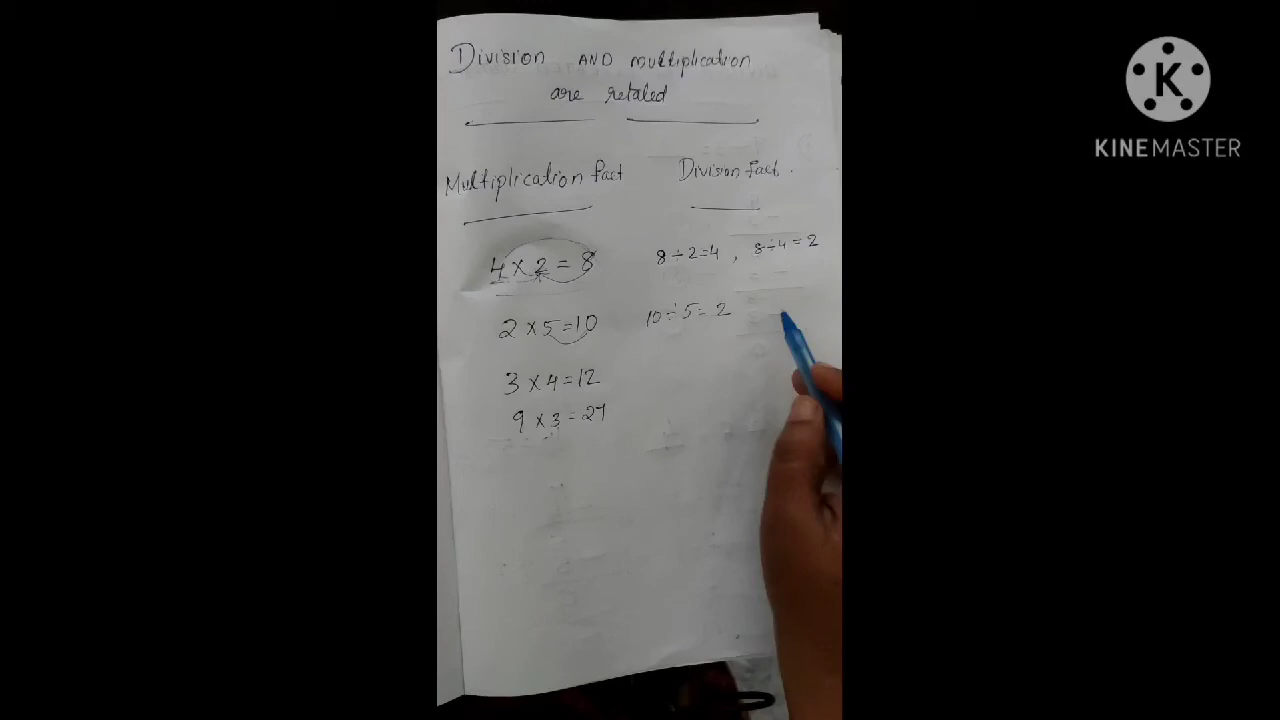 Division AND multiplication
are retaled
Multiplication fact
Division fact.
4 × 2 = 8
8 ÷ 2 = 4 , 8 ÷ 4 = 2
2 × 5 = 10
10 ÷ 5 = 2
3 × 4 = 12
9 × 3 = 27
K
KINEMASTER